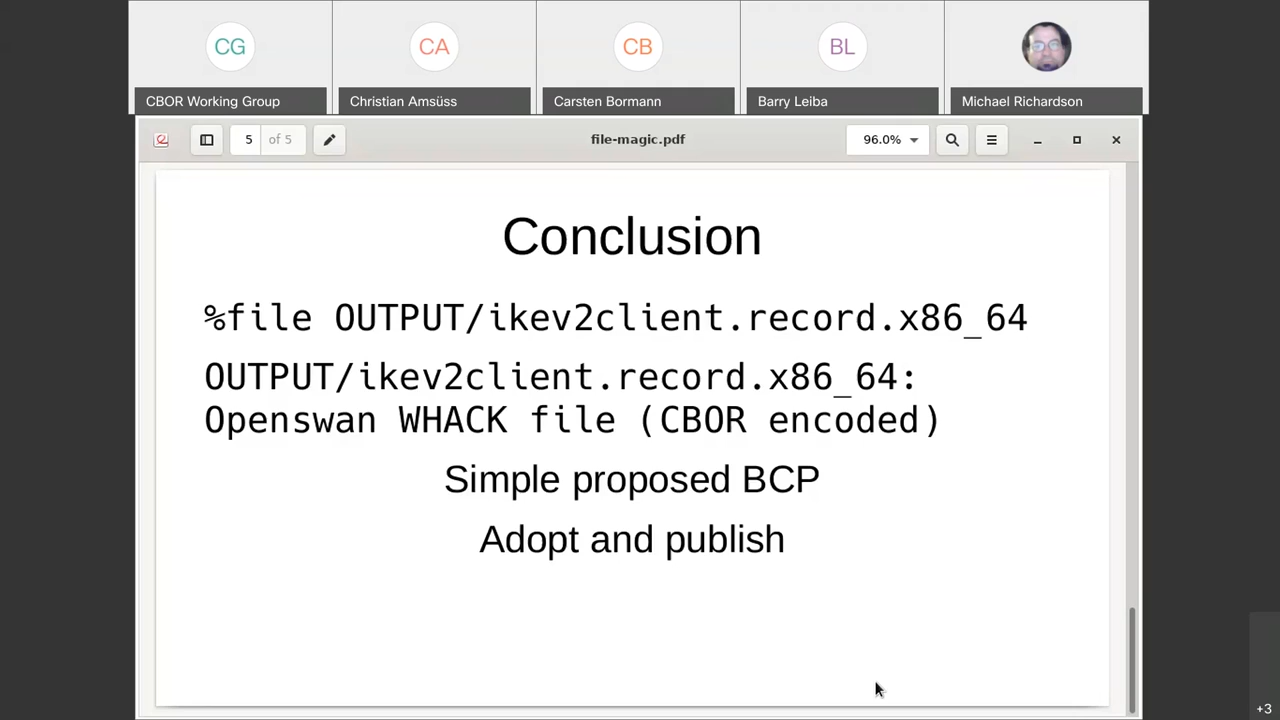 CG
CA
CB
BL
CBOR Working Group
Christian Amsüss
Carsten Bormann
Barry Leiba
Michael Richardson
5 of 5
file-magic.pdf
96.0%
Conclusion
%file OUTPUT/ikev2client.record.x86_64
OUTPUT/ikev2client.record.x86_64:
Openswan WHACK file (CBOR encoded)
Simple proposed BCP
Adopt and publish
+3